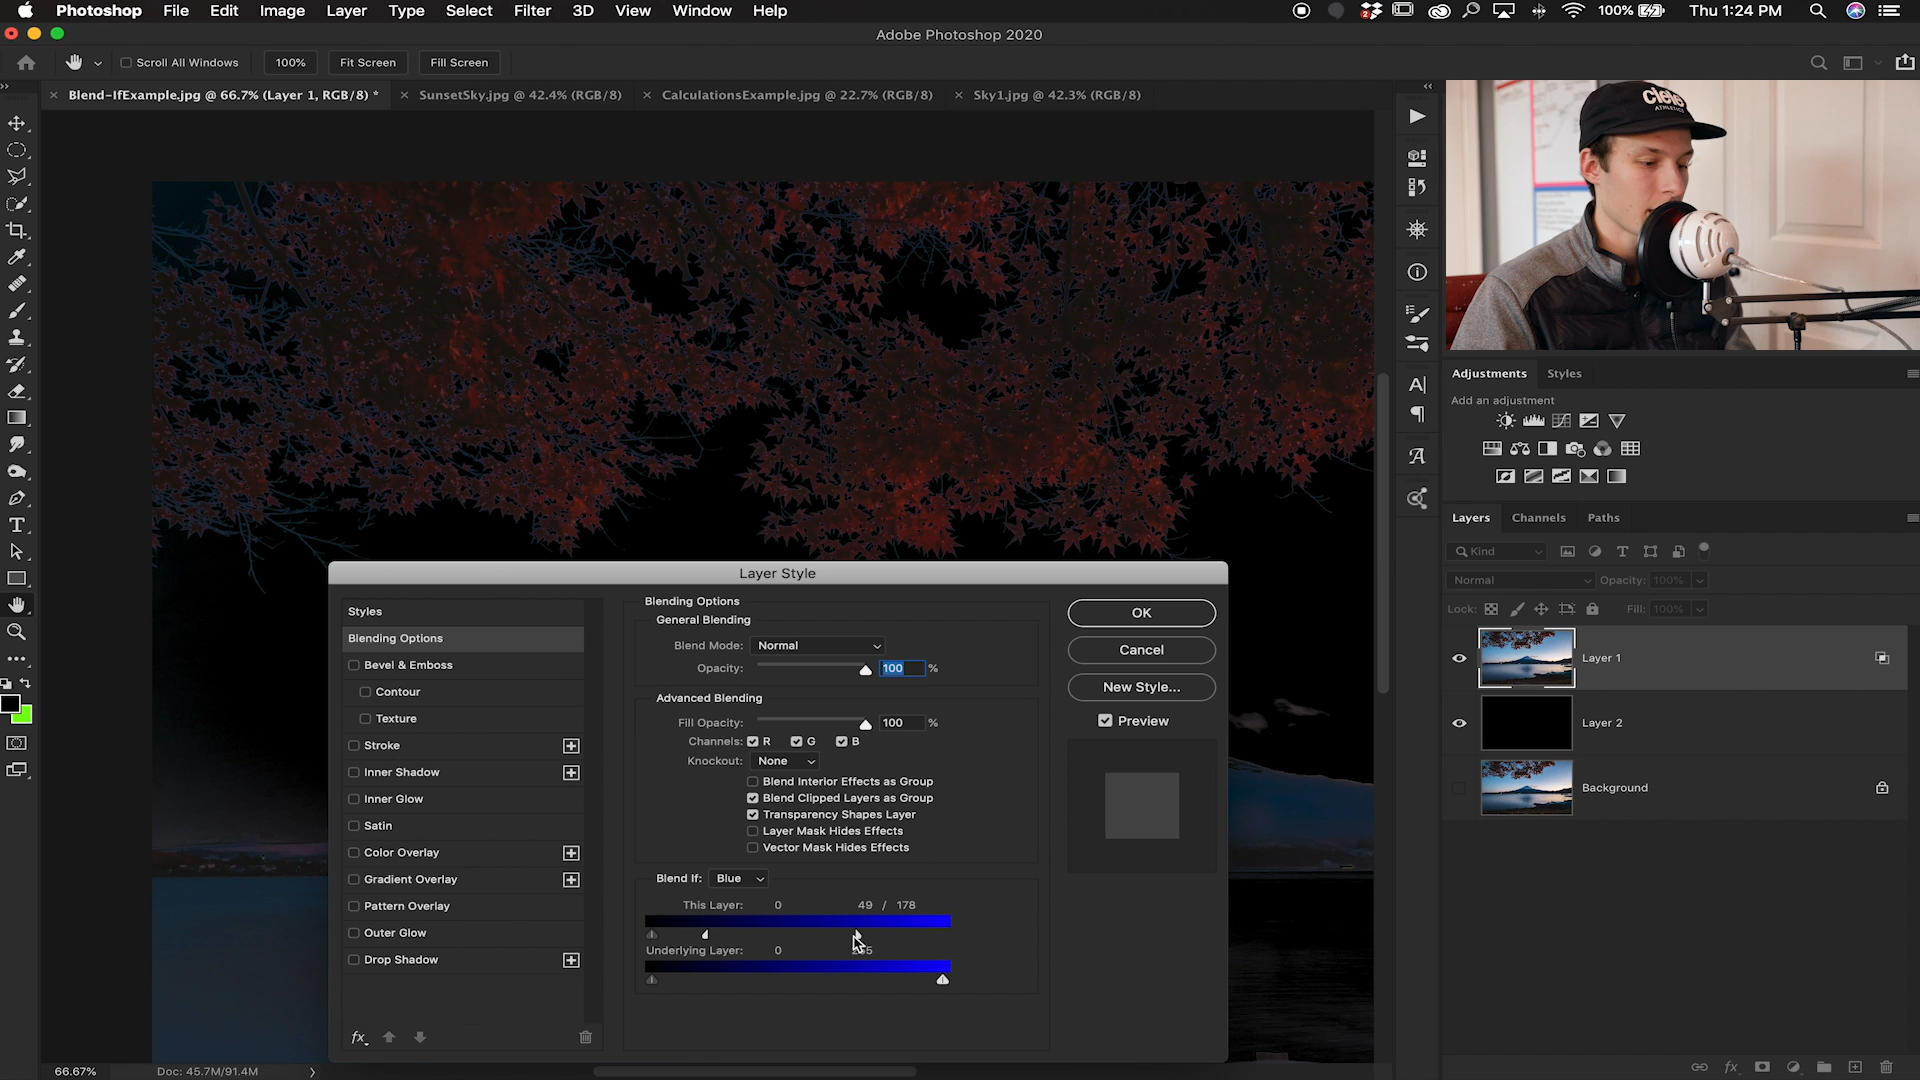 Photoshop File Edit Image Layer Type Select Filter 3D View Window Help
2 100% Thu 1:24 PM
Adobe Photoshop 2020
Scroll All Windows 100% Fit Screen Fill Screen
Blend-IfExample.jpg @ 66.7% (Layer 1, RGB/8) * SunsetSky.jpg @ 42.4% (RGB/8) CalculationsExample.jpg @ 22.7% (RGB/8) Sky1.jpg @ 42.3% (RGB/8)
ciele
ATHLETICS
Adjustments Styles
Add an adjustment
Layers Channels Paths
Kind
Normal Opacity: 100%
Lock: Fill: 100%
Layer 1
Layer 2
Background
Layer Style
Styles
Blending Options
Bevel & Emboss
Contour
Texture
Stroke
Inner Shadow
Inner Glow
Satin
Color Overlay
Gradient Overlay
Pattern Overlay
Outer Glow
Drop Shadow
fx
Blending Options
General Blending
Blend Mode: Normal
Opacity: 100 %
Advanced Blending
Fill Opacity: 100 %
Channels: R G B
Knockout: None
Blend Interior Effects as Group
Blend Clipped Layers as Group
Transparency Shapes Layer
Layer Mask Hides Effects
Vector Mask Hides Effects
Blend If: Blue
This Layer: 0 49 / 178
Underlying Layer: 0 255
OK
Cancel
New Style...
Preview
66.67% Doc: 45.7M/91.4M
fx